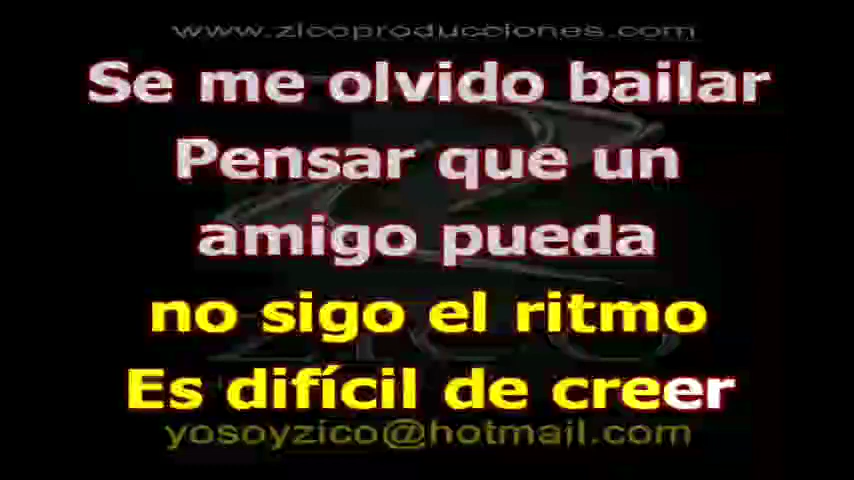 www.zicoproducciones.com
Se me olvido bailar
Pensar que un
amigo pueda
no sigo el ritmo
Es difícil de creer
ZICO
yosoyzico@hotmail.com